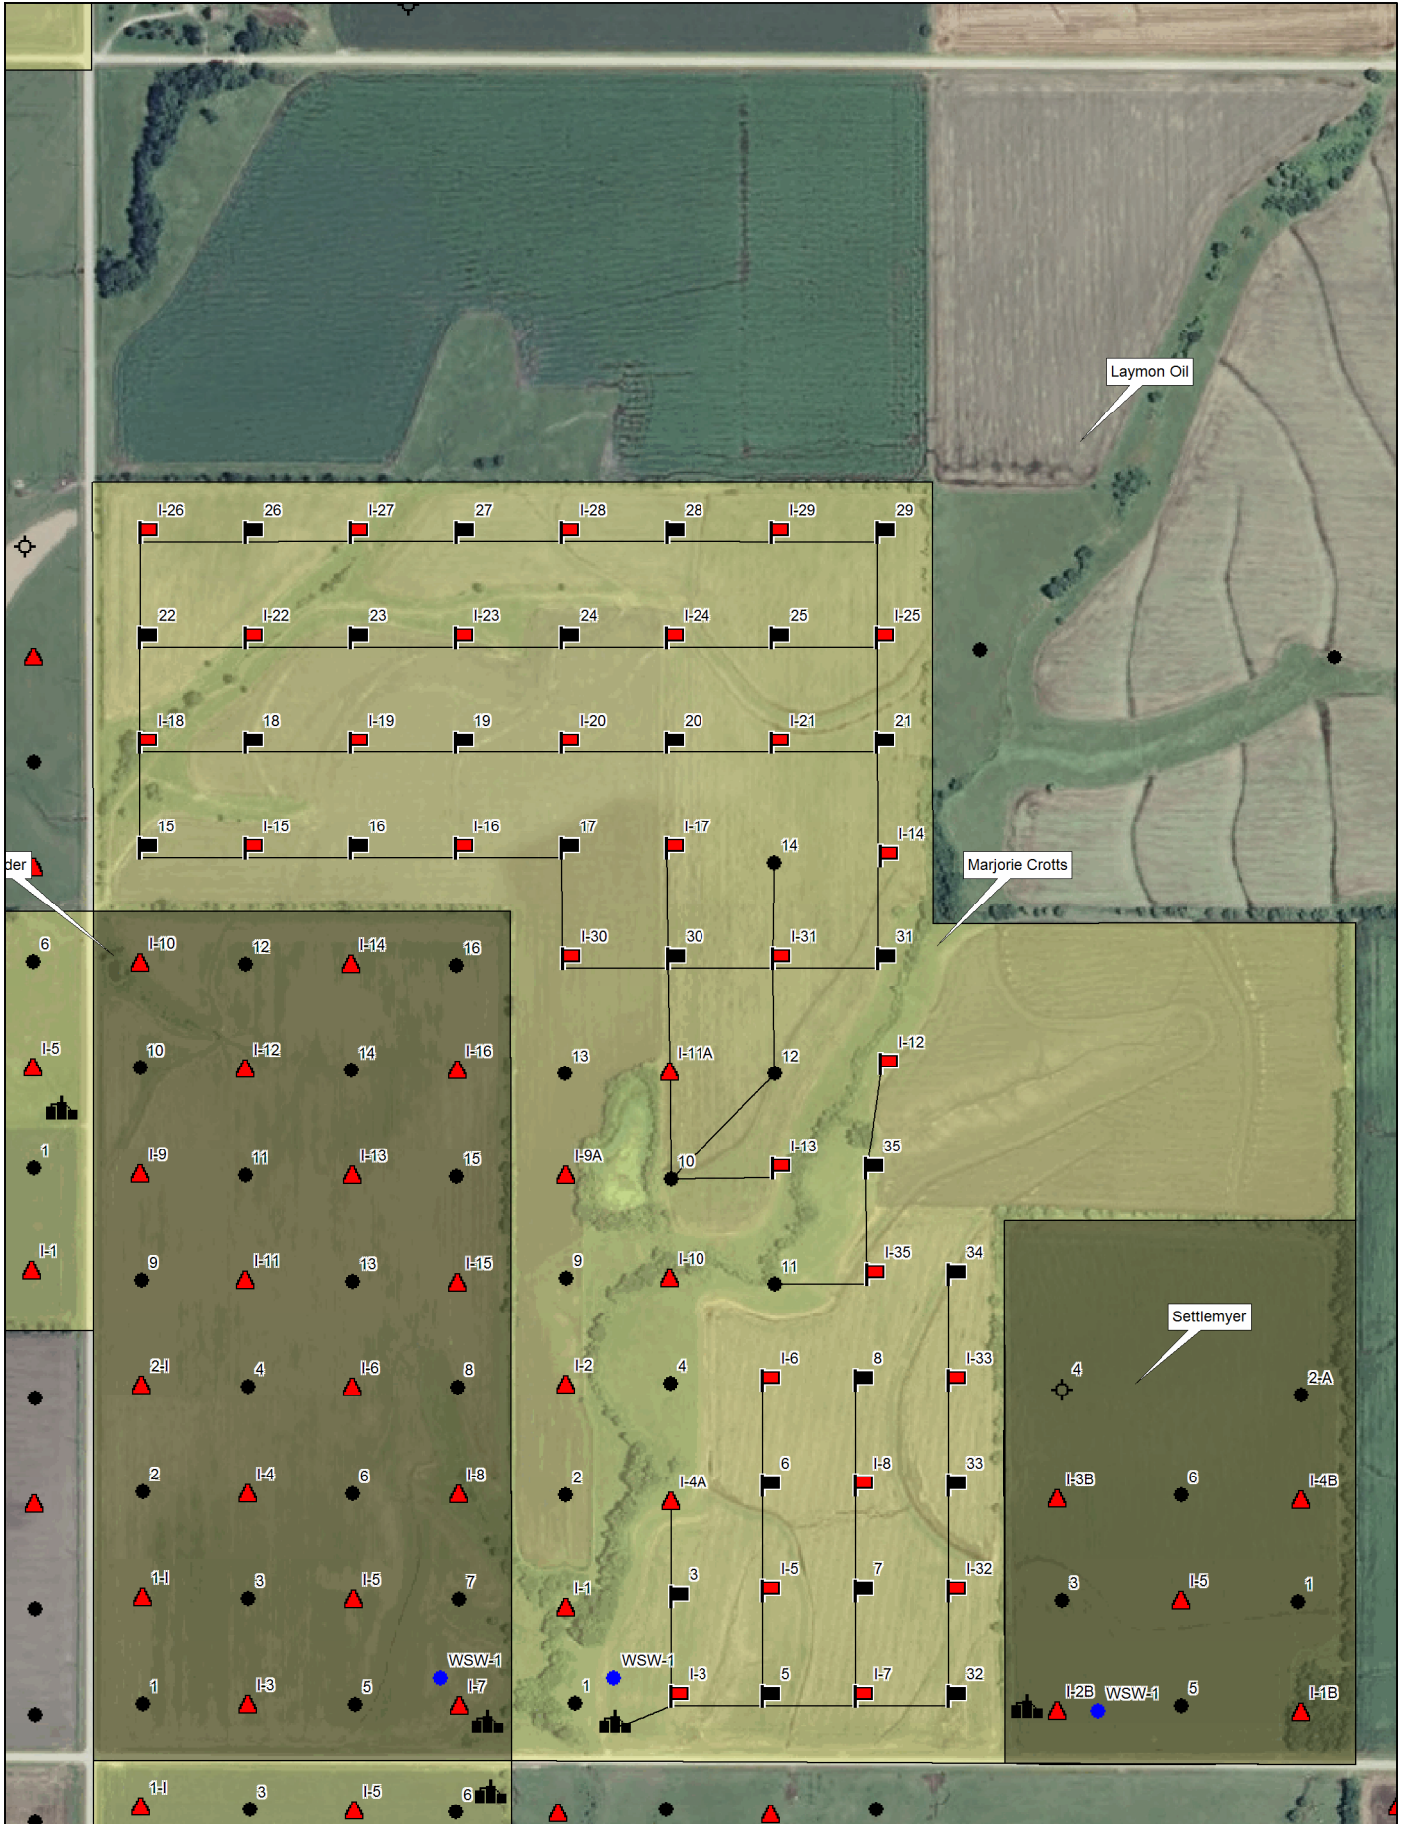 Laymon Oil
I-26 26 I-27 27 I-28 28 I-29 29
22 I-22 23 I-23 24 I-24 25 I-25
I-18 18 I-19 19 I-20 20 I-21 21
15 I-15 16 I-16 17 I-17 14 I-14
der
Marjorie Crotts
6 I-10 12 I-14 16 I-30 30 I-31 31
I-5 10 I-12 14 I-16 13 I-11A 12 I-12
1 I-9 11 I-13 15 I-9A 10 I-13 35
I-1 9 I-11 13 I-15 9 I-10 11 I-35 34
Settlemyer
2-I 4 I-6 8 I-2 4 I-6 8 I-33 4 2-A
2 I-4 6 I-8 2 I-4A 6 I-8 33 I-3B 6 I-4B
1-I 3 I-5 7 I-1 3 I-5 7 I-32 3 I-5 1
WSW-1 WSW-1
1 I-3 5 I-7 1 I-3 5 I-7 32 I-2B WSW-1 5 I-1B
1-I 3 I-5 6